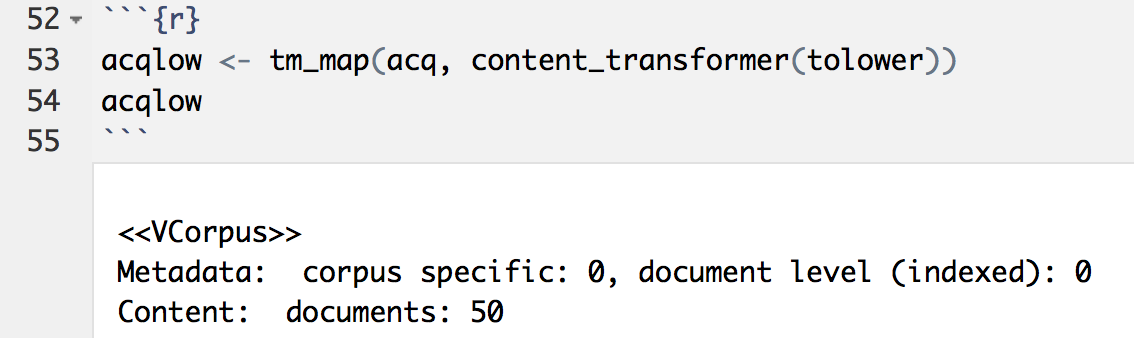 52 ```{r}
53 acqlow <- tm_map(acq, content_transformer(tolower))
54 acqlow
55 ```
<<VCorpus>>
Metadata:  corpus specific: 0, document level (indexed): 0
Content:  documents: 50